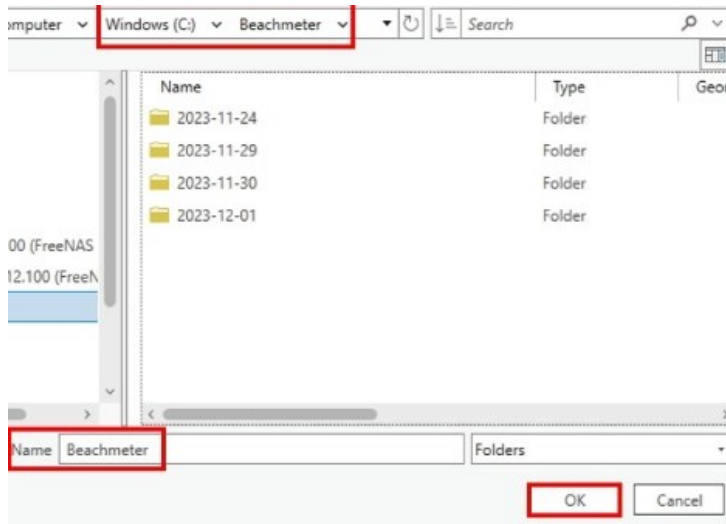 omputer Windows (C:) Beachmeter Search
Name Type Geo
2023-11-24 Folder
2023-11-29 Folder
2023-11-30 Folder
2023-12-01 Folder
00 (FreeNAS
12.100 (FreeN
Name Beachmeter Folders
OK Cancel